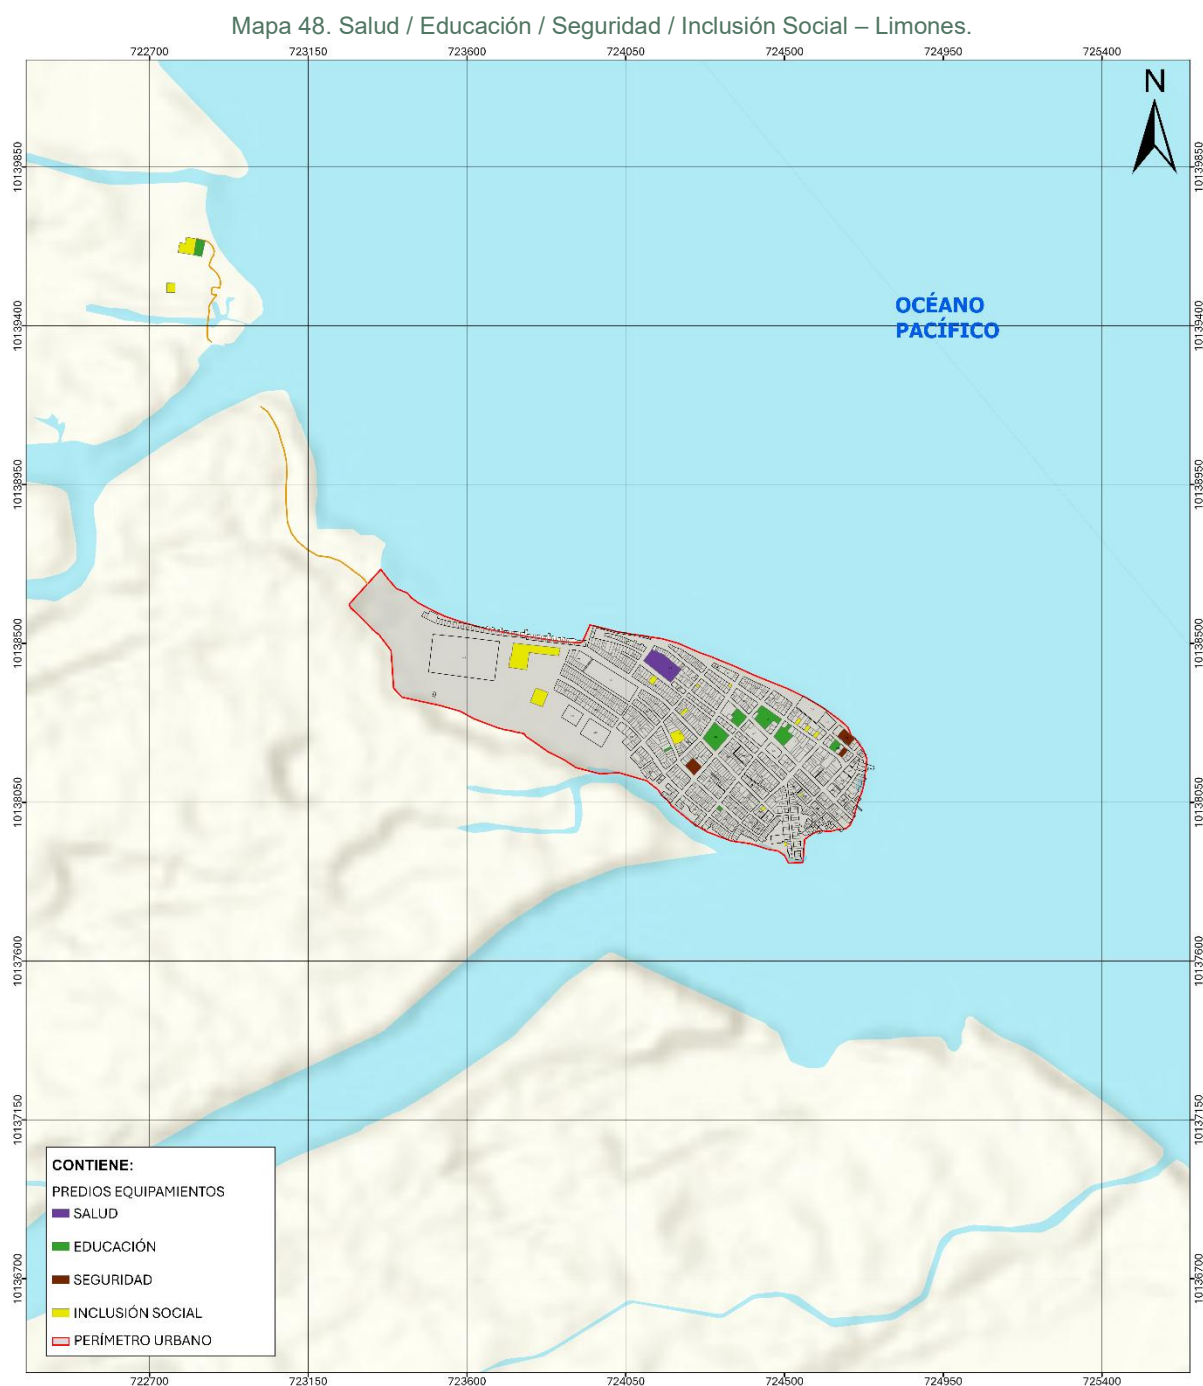 Mapa 48. Salud / Educación / Seguridad / Inclusión Social – Limones.
722700 723150 723600 724050 724500 724950 725400
N
10139850 10139850
OCÉANO
PACÍFICO
10139400 10139400
10138950 10138950
10138500 10138500
10138050 10138050
10137600 10137600
10137150 10137150
CONTIENE:
PREDIOS EQUIPAMIENTOS
SALUD
EDUCACIÓN
SEGURIDAD
10136700 10136700
INCLUSIÓN SOCIAL
PERÍMETRO URBANO
722700 723150 723600 724050 724500 724950 725400